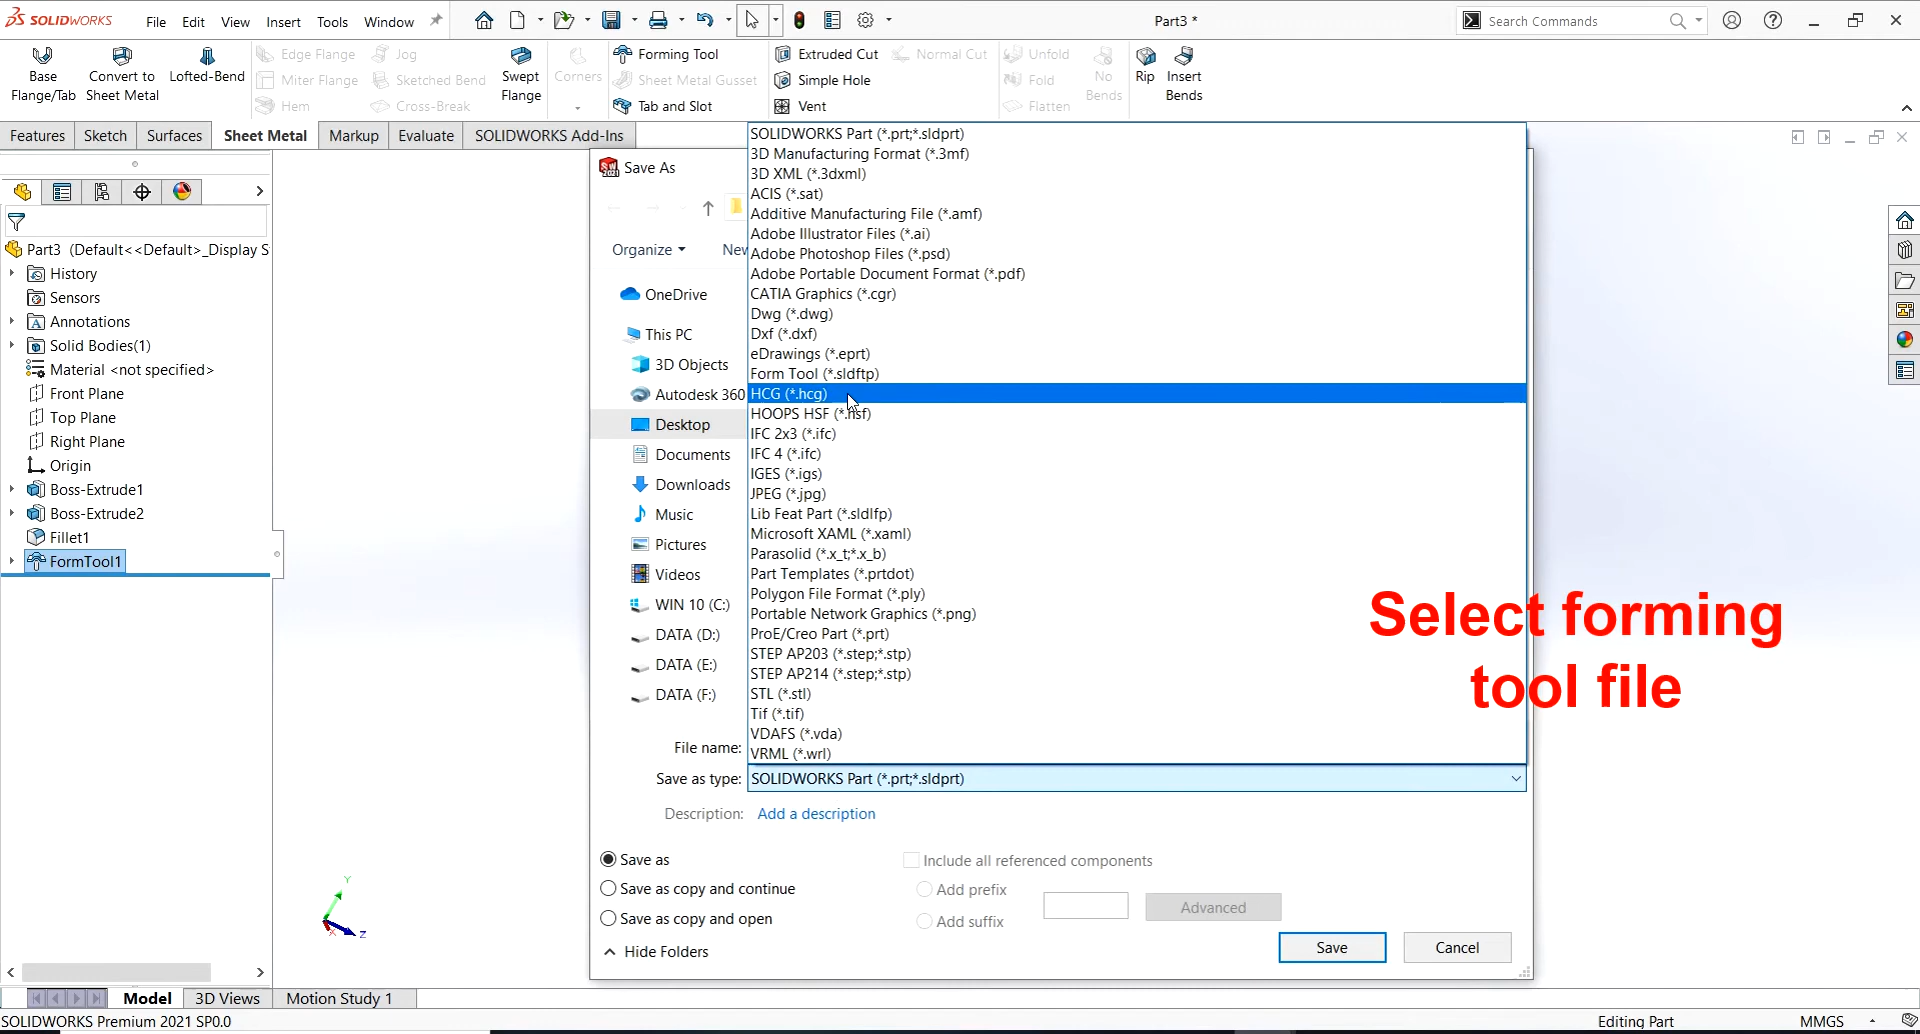 SOLIDWORKS
File Edit View Insert Tools Window
Part3 *
Search Commands
Base Flange/Tab
Convert to Sheet Metal
Lofted-Bend
Edge Flange
Miter Flange
Hem
Jog
Sketched Bend
Cross-Break
Swept Flange
Corners
Forming Tool
Sheet Metal Gusset
Tab and Slot
Extruded Cut
Simple Hole
Vent
Normal Cut
Unfold
Fold
Flatten
No Bends
Rip
Insert Bends
Features Sketch Surfaces Sheet Metal Markup Evaluate SOLIDWORKS Add-Ins
Part3 (Default<<Default>_Display S
History
Sensors
Annotations
Solid Bodies(1)
Material <not specified>
Front Plane
Top Plane
Right Plane
Origin
Boss-Extrude1
Boss-Extrude2
Fillet1
FormTool1
Save As
Organize
New
OneDrive
This PC
3D Objects
Autodesk 360
Desktop
Documents
Downloads
Music
Pictures
Videos
WIN 10 (C:)
DATA (D:)
DATA (E:)
DATA (F:)
SOLIDWORKS Part (*.prt;*.sldprt)
3D Manufacturing Format (*.3mf)
3D XML (*.3dxml)
ACIS (*.sat)
Additive Manufacturing File (*.amf)
Adobe Illustrator Files (*.ai)
Adobe Photoshop Files (*.psd)
Adobe Portable Document Format (*.pdf)
CATIA Graphics (*.cgr)
Dwg (*.dwg)
Dxf (*.dxf)
eDrawings (*.eprt)
Form Tool (*.sldftp)
HCG (*.hcg)
HOOPS HSF (*.hsf)
IFC 2x3 (*.ifc)
IFC 4 (*.ifc)
IGES (*.igs)
JPEG (*.jpg)
Lib Feat Part (*.sldlfp)
Microsoft XAML (*.xaml)
Parasolid (*.x_t;*.x_b)
Part Templates (*.prtdot)
Polygon File Format (*.ply)
Portable Network Graphics (*.png)
ProE/Creo Part (*.prt)
STEP AP203 (*.step;*.stp)
STEP AP214 (*.step;*.stp)
STL (*.stl)
Tif (*.tif)
VDAFS (*.vda)
VRML (*.wrl)
File name:
Save as type: SOLIDWORKS Part (*.prt;*.sldprt)
Description: Add a description
Save as
Save as copy and continue
Save as copy and open
Include all referenced components
Add prefix
Add suffix
Advanced
Hide Folders
Save
Cancel
Select forming
tool file
Y
X
Z
Model 3D Views Motion Study 1
SOLIDWORKS Premium 2021 SP0.0
Editing Part
MMGS